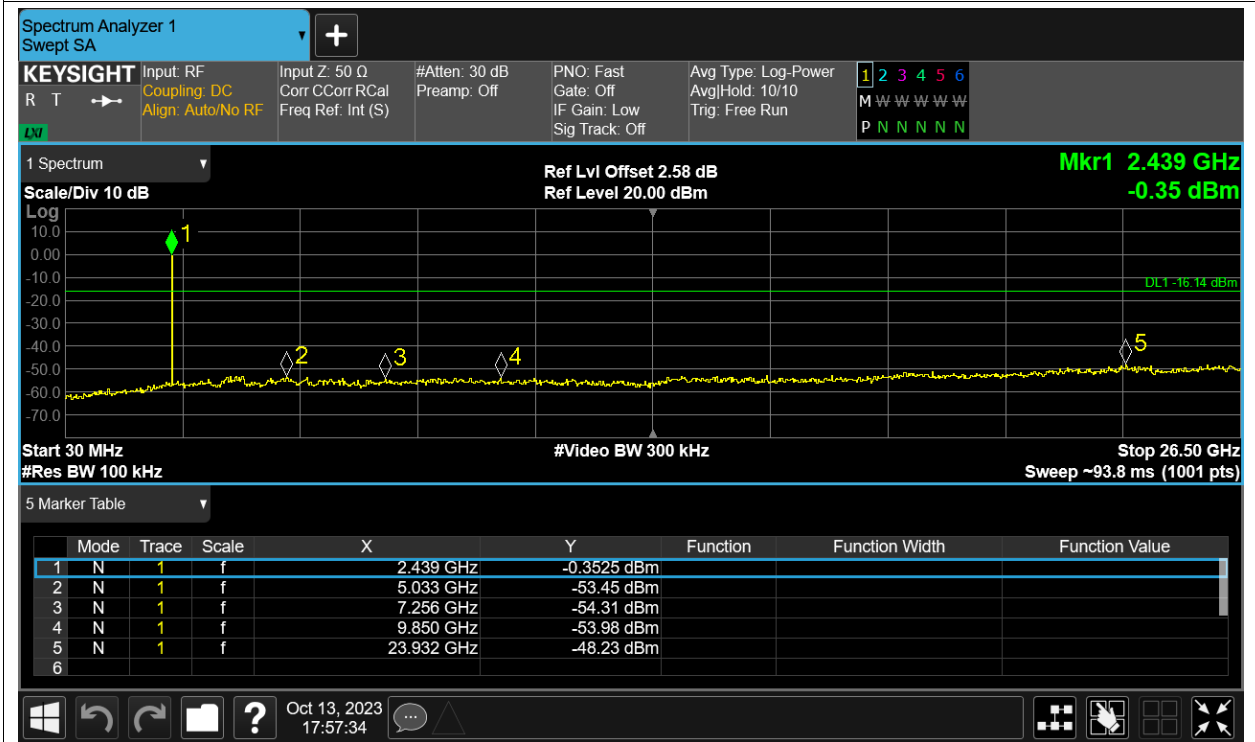 Spectrum Analyzer 1
Swept SA
+
KEYSIGHT
R T
LXI
Input: RF
Coupling: DC
Align: Auto/No RF
Input Z: 50 Ω
Corr CCorr RCal
Freq Ref: Int (S)
#Atten: 30 dB
Preamp: Off
PNO: Fast
Gate: Off
IF Gain: Low
Sig Track: Off
Avg Type: Log-Power
Avg|Hold: 10/10
Trig: Free Run
1 2 3 4 5 6
M W W W W W
P N N N N N
1 Spectrum
Scale/Div 10 dB
Ref Lvl Offset 2.58 dB
Ref Level 20.00 dBm
Mkr1 2.439 GHz
-0.35 dBm
Log
10.0
0.00
-10.0
-20.0
-30.0
-40.0
-50.0
-60.0
-70.0
1
2
3
4
5
DL1 -16.14 dBm
Start 30 MHz
#Video BW 300 kHz
Stop 26.50 GHz
#Res BW 100 kHz
Sweep ~93.8 ms (1001 pts)
5 Marker Table
Mode Trace Scale X Y Function Function Width Function Value
1 N 1 f 2.439 GHz -0.3525 dBm
2 N 1 f 5.033 GHz -53.45 dBm
3 N 1 f 7.256 GHz -54.31 dBm
4 N 1 f 9.850 GHz -53.98 dBm
5 N 1 f 23.932 GHz -48.23 dBm
6
?
Oct 13, 2023
17:57:34